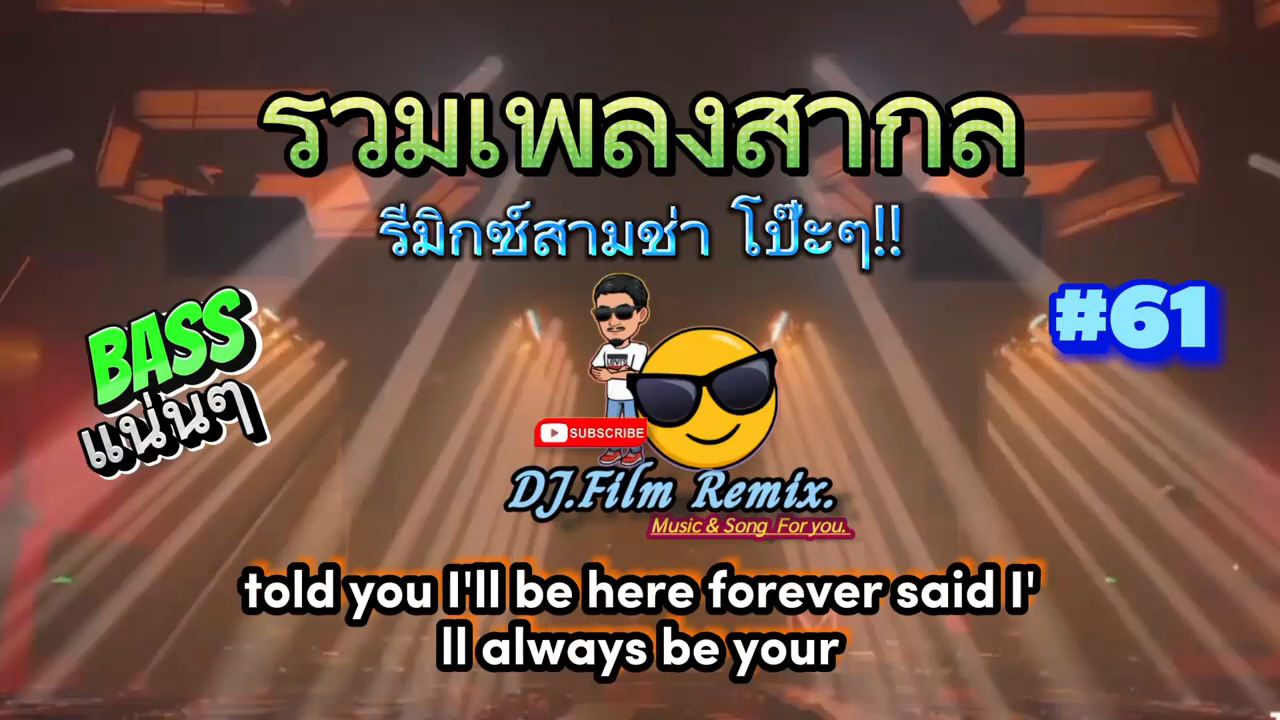 รวมเพลงสากล
รีมิกซ์สามช่า โป๊ะๆ!!
#61
BASS
แน่นๆ
SUBSCRIBE
DJ.Film Remix.
Music & Song For you.
told you I'll be here forever said I'
ll always be your